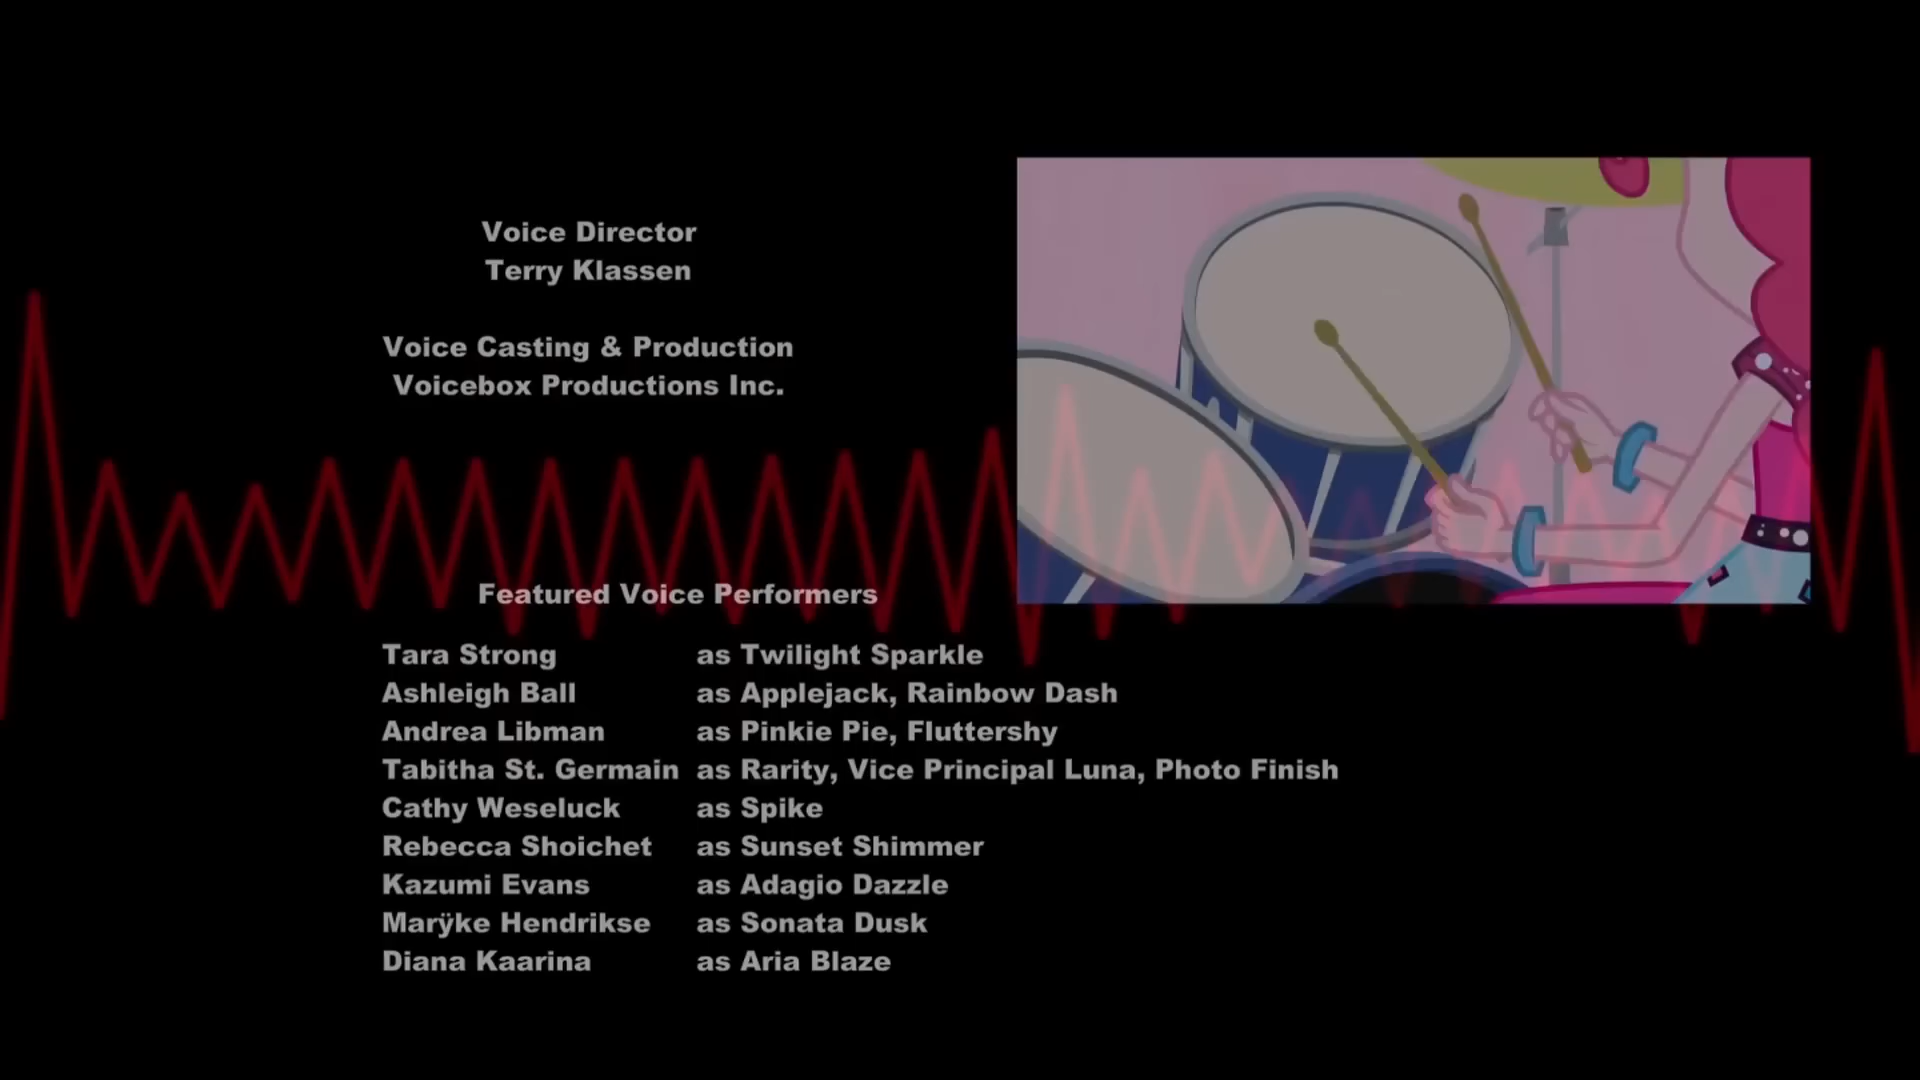 Voice Director
Terry Klassen
Voice Casting & Production
Voicebox Productions Inc.
Featured Voice Performers
Tara Strong as Twilight Sparkle
Ashleigh Ball as Applejack, Rainbow Dash
Andrea Libman as Pinkie Pie, Fluttershy
Tabitha St. Germain as Rarity, Vice Principal Luna, Photo Finish
Cathy Weseluck as Spike
Rebecca Shoichet as Sunset Shimmer
Kazumi Evans as Adagio Dazzle
Marÿke Hendrikse as Sonata Dusk
Diana Kaarina as Aria Blaze